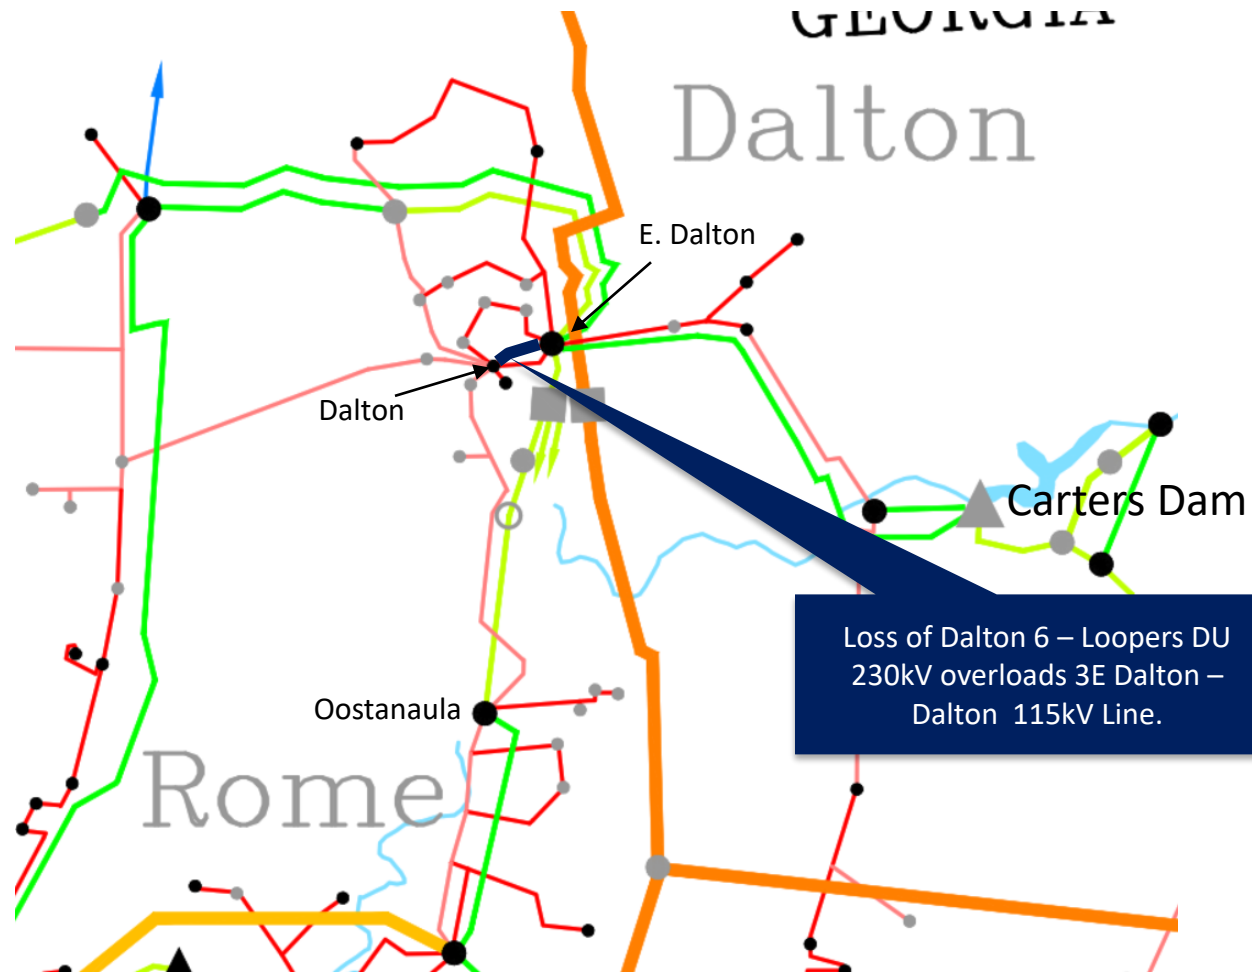 GEORGIA
Dalton
E. Dalton
Dalton
Carters Dam
Loss of Dalton 6 – Loopers DU
230kV overloads 3E Dalton –
Dalton 115kV Line.
Oostanaula
Rome